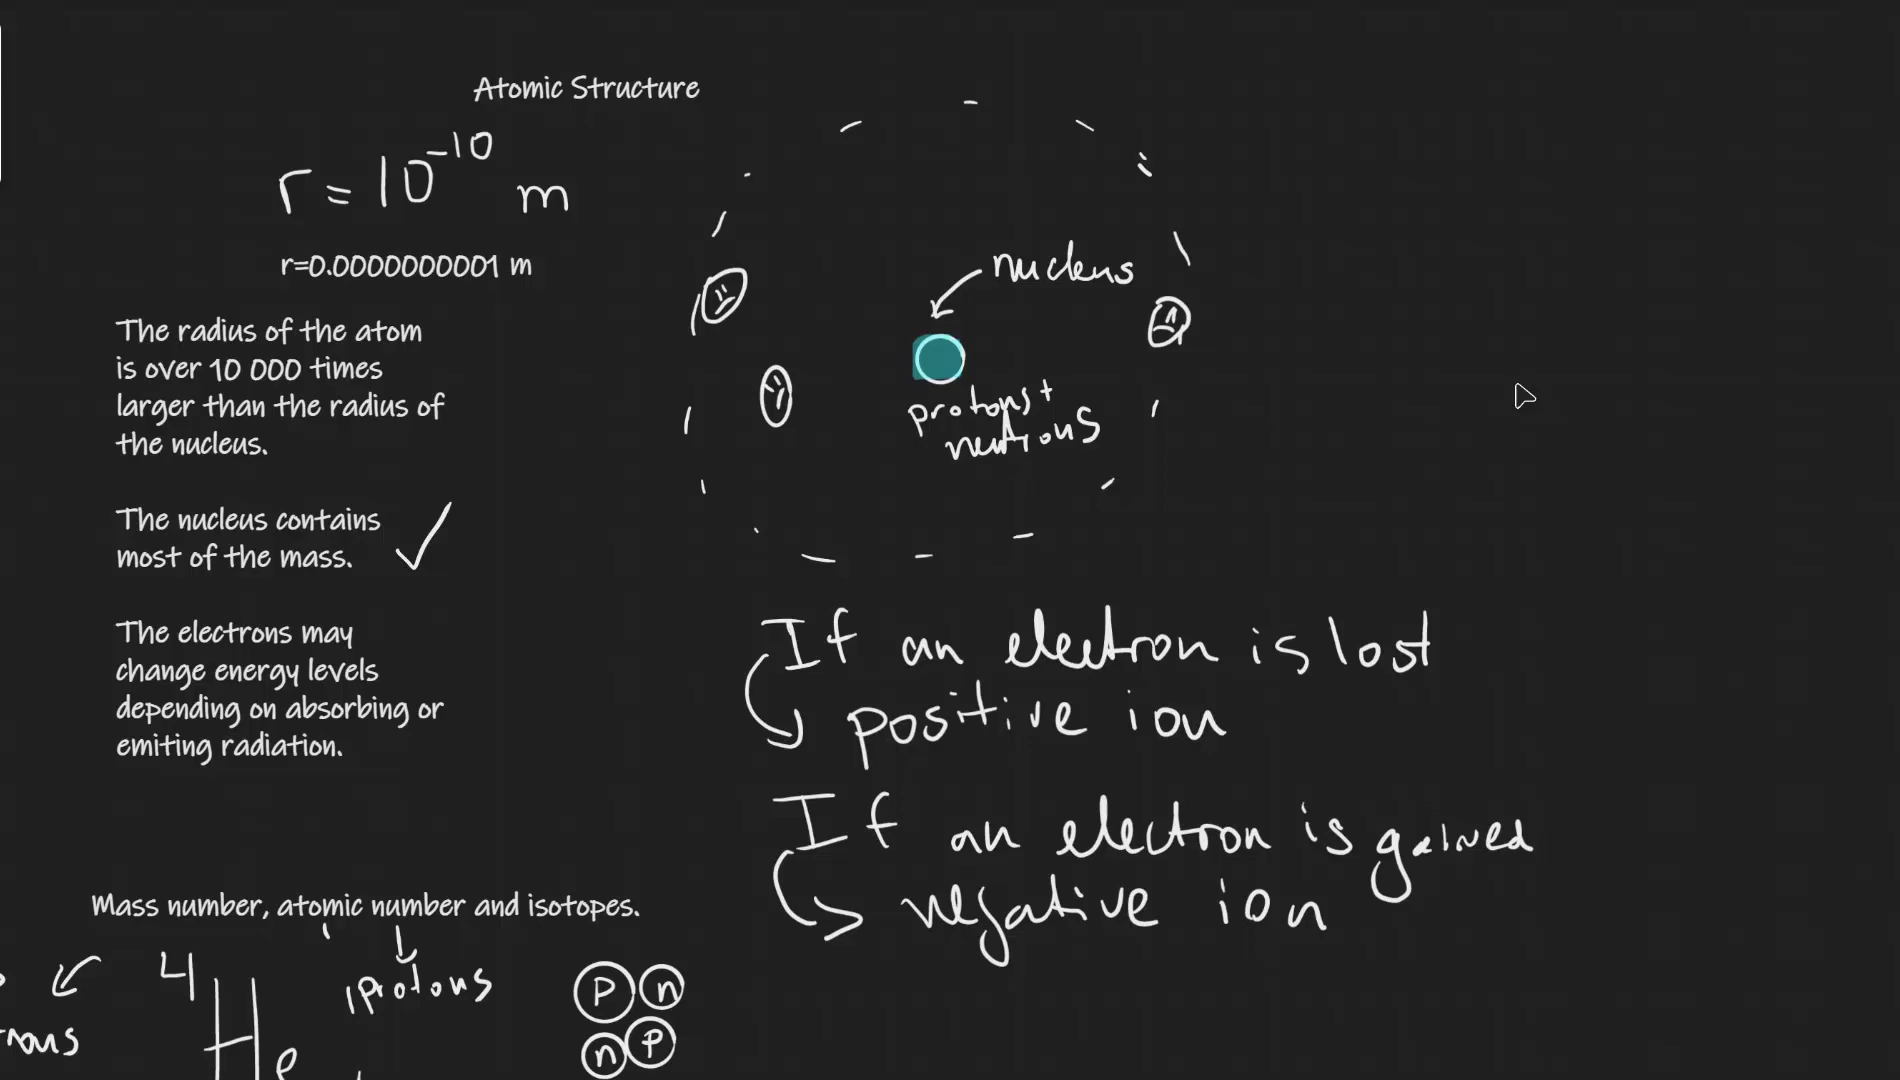 Atomic Structure
r = 10⁻¹⁰ m
r=0.0000000001 m
The radius of the atom
is over 10 000 times
larger than the radius of
the nucleus.
The nucleus contains
most of the mass.
The electrons may
change energy levels
depending on absorbing or
emiting radiation.
nucleus
protons +
neutrons
If an electron is lost
positive ion
If an electron is gained
negative ion
Mass number, atomic number and isotopes.
4
He
protons
P n
n P